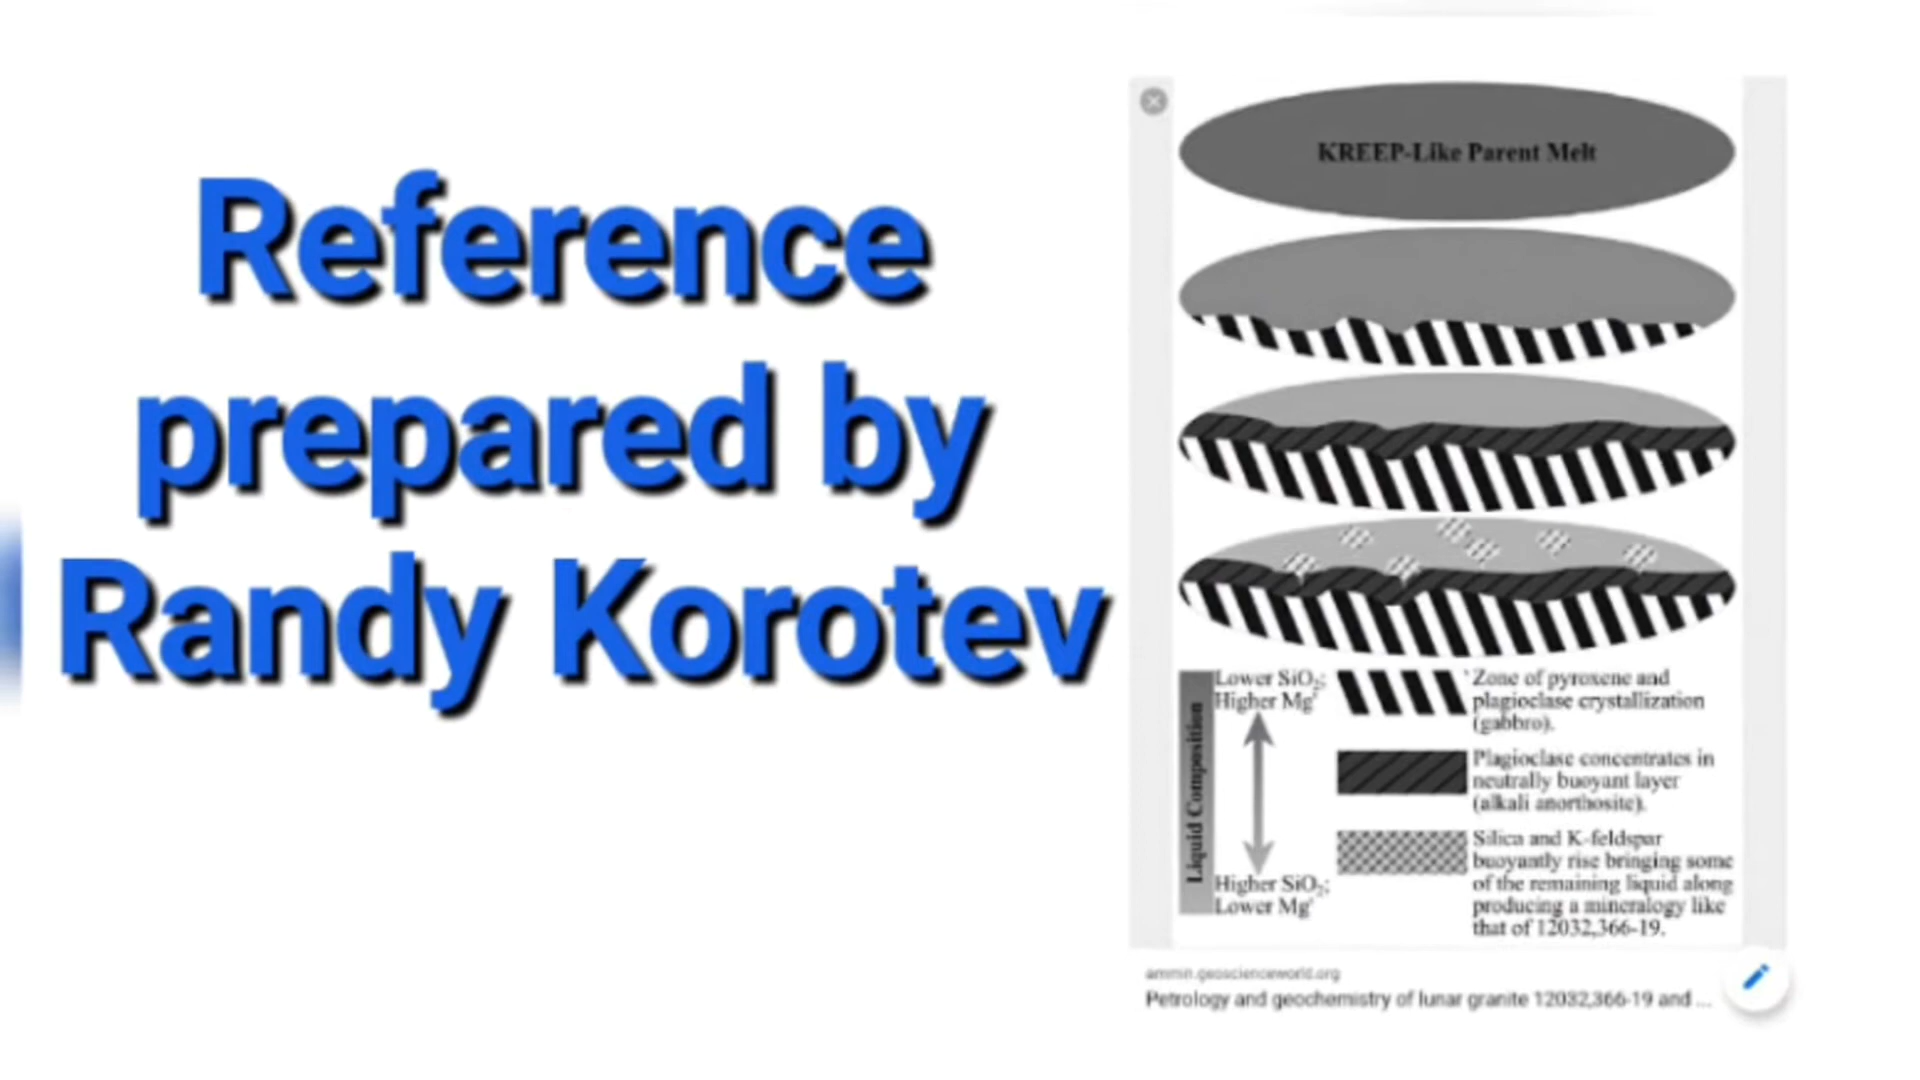 Reference
prepared by
Randy Korotev
KREEP-Like Parent Melt
Liquid Composition
Lower SiO₂;
Higher Mg'
Higher SiO₂;
Lower Mg'
Zone of pyroxene and
plagioclase crystallization
(gabbro).
Plagioclase concentrates in
neutrally buoyant layer
(alkali anorthosite).
Silica and K-feldspar
buoyantly rise bringing some
of the remaining liquid along
producing a mineralogy like
that of 12032,366-19.
ammin.geoscienceworld.org
Petrology and geochemistry of lunar granite 12032,366-19 and ...